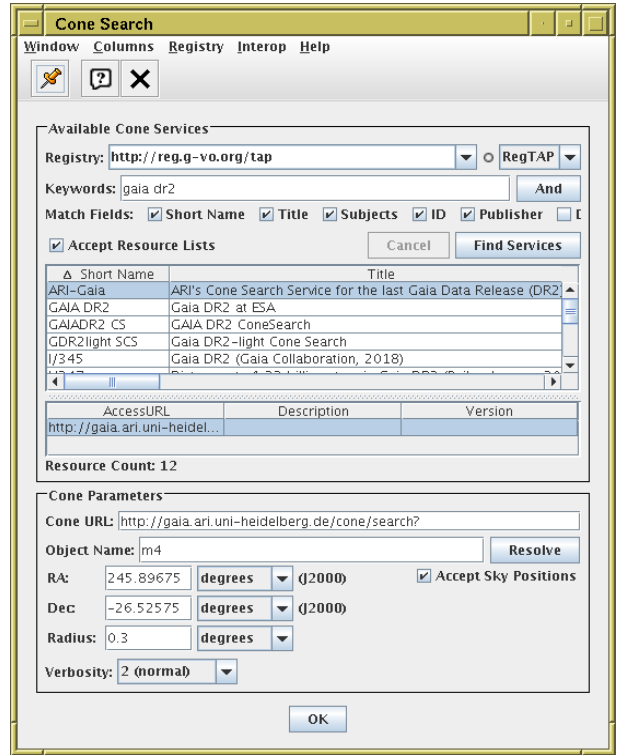 Cone Search
Window Columns Registry Interop Help
Available Cone Services
Registry: http://reg.g-vo.org/tap RegTAP
Keywords: gaia dr2 And
Match Fields: Short Name Title Subjects ID Publisher
Accept Resource Lists Cancel Find Services
Short Name Title
ARI-Gaia ARI's Cone Search Service for the last Gaia Data Release (DR2)
GAIA DR2 Gaia DR2 at ESA
GAIADR2 CS GAIA DR2 ConeSearch
GDR2light SCS Gaia DR2-light Cone Search
I/345 Gaia DR2 (Gaia Collaboration, 2018)
AccessURL Description Version
http://gaia.ari.uni-heidel...
Resource Count: 12
Cone Parameters
Cone URL: http://gaia.ari.uni-heidelberg.de/cone/search?
Object Name: m4 Resolve
RA: 245.89675 degrees (J2000) Accept Sky Positions
Dec: -26.52575 degrees (J2000)
Radius: 0.3 degrees
Verbosity: 2 (normal)
OK